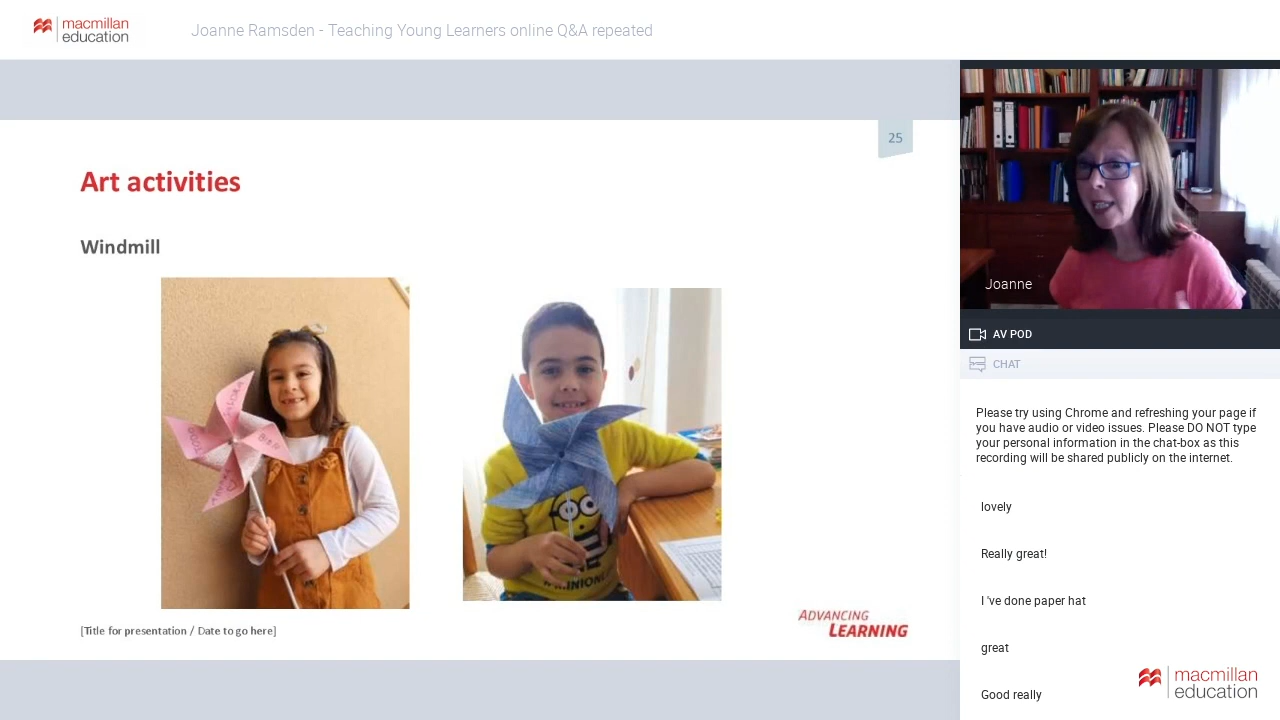 macmillan
education
Joanne Ramsden - Teaching Young Learners online Q&A repeated
25
Art activities
Windmill
[Title for presentation / Date to go here]
ADVANCING
LEARNING
Joanne
AV POD
CHAT
Please try using Chrome and refreshing your page if
you have audio or video issues. Please DO NOT type
your personal information in the chat-box as this
recording will be shared publicly on the internet.
lovely
Really great!
I 've done paper hat
great
Good really
macmillan
education